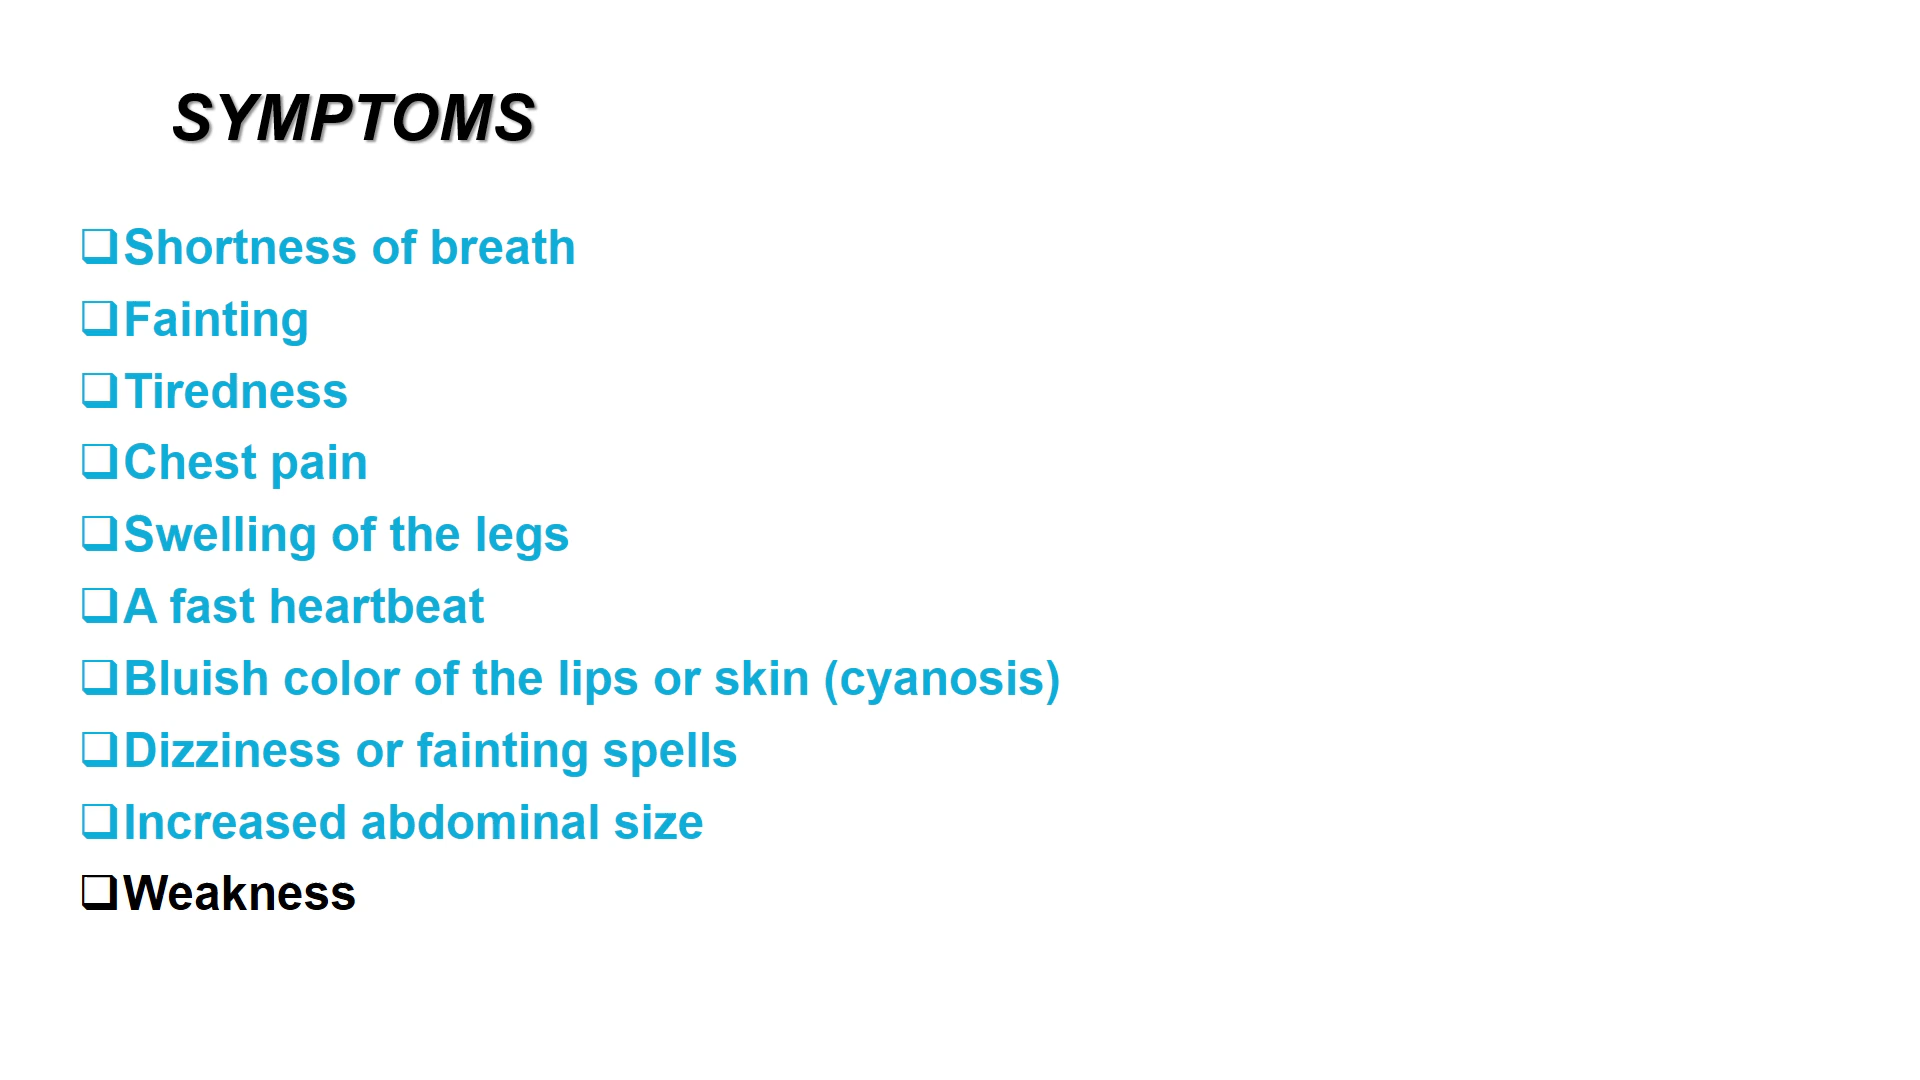 SYMPTOMS
❑Shortness of breath
❑Fainting
❑Tiredness
❑Chest pain
❑Swelling of the legs
❑A fast heartbeat
❑Bluish color of the lips or skin (cyanosis)
❑Dizziness or fainting spells
❑Increased abdominal size
❑Weakness